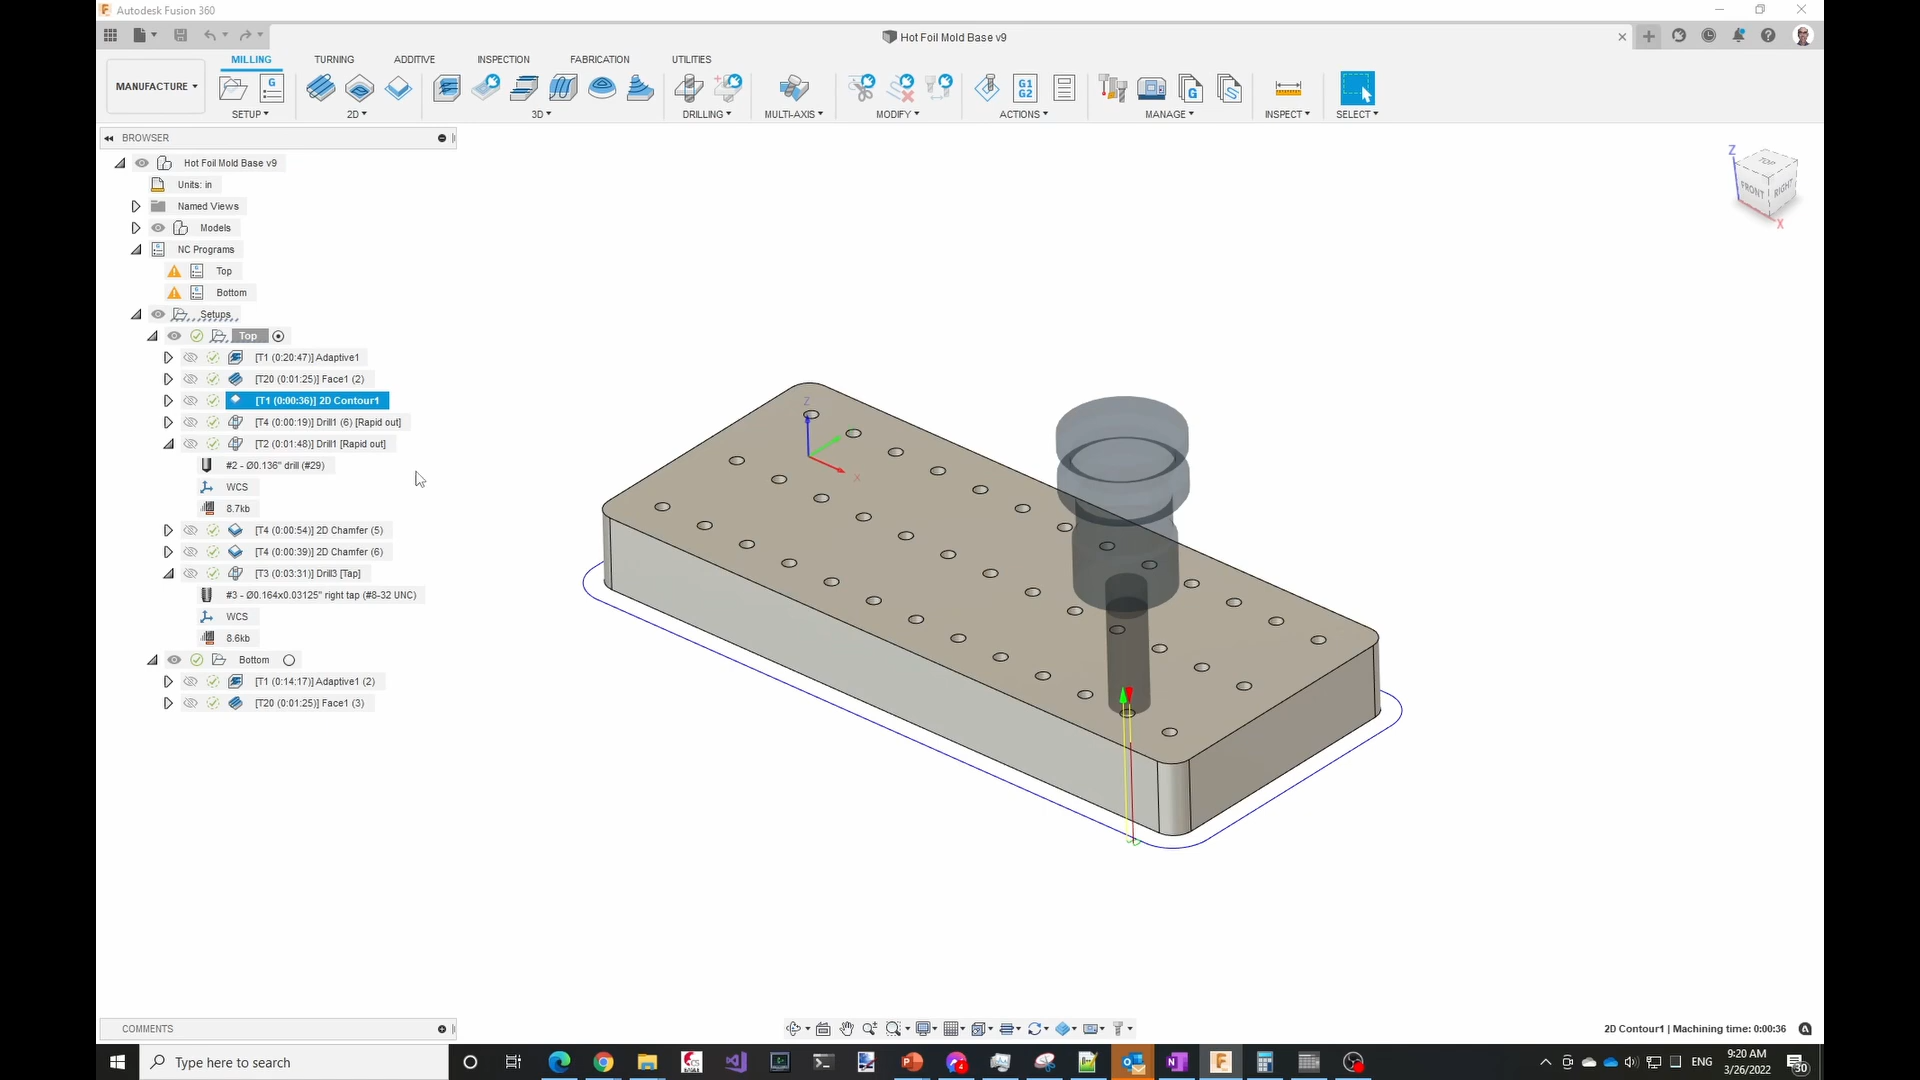 Autodesk Fusion 360
Hot Foil Mold Base v9
MILLING TURNING ADDITIVE INSPECTION FABRICATION UTILITIES
MANUFACTURE
G1
G2
SETUP 2D 3D DRILLING MULTI-AXIS MODIFY ACTIONS MANAGE INSPECT SELECT
BROWSER
Hot Foil Mold Base v9
Units: in
Named Views
Models
NC Programs
Top
Bottom
Setups
Top
[T1 (0:20:47)] Adaptive1
[T20 (0:01:25)] Face1 (2)
[T1 (0:00:36)] 2D Contour1
[T4 (0:00:19)] Drill1 (6) [Rapid out]
[T2 (0:01:48)] Drill1 [Rapid out]
#2 - Ø0.136" drill (#29)
WCS
8.7kb
[T4 (0:00:54)] 2D Chamfer (5)
[T4 (0:00:39)] 2D Chamfer (6)
[T3 (0:03:31)] Drill3 [Tap]
#3 - Ø0.164x0.03125" right tap (#8-32 UNC)
WCS
8.6kb
Bottom
[T1 (0:14:17)] Adaptive1 (2)
[T20 (0:01:25)] Face1 (3)
Z
TOP
FRONT RIGHT
X
Z
X
COMMENTS
2D Contour1 | Machining time: 0:00:36
Type here to search
ENG
9:20 AM
3/26/2022
30